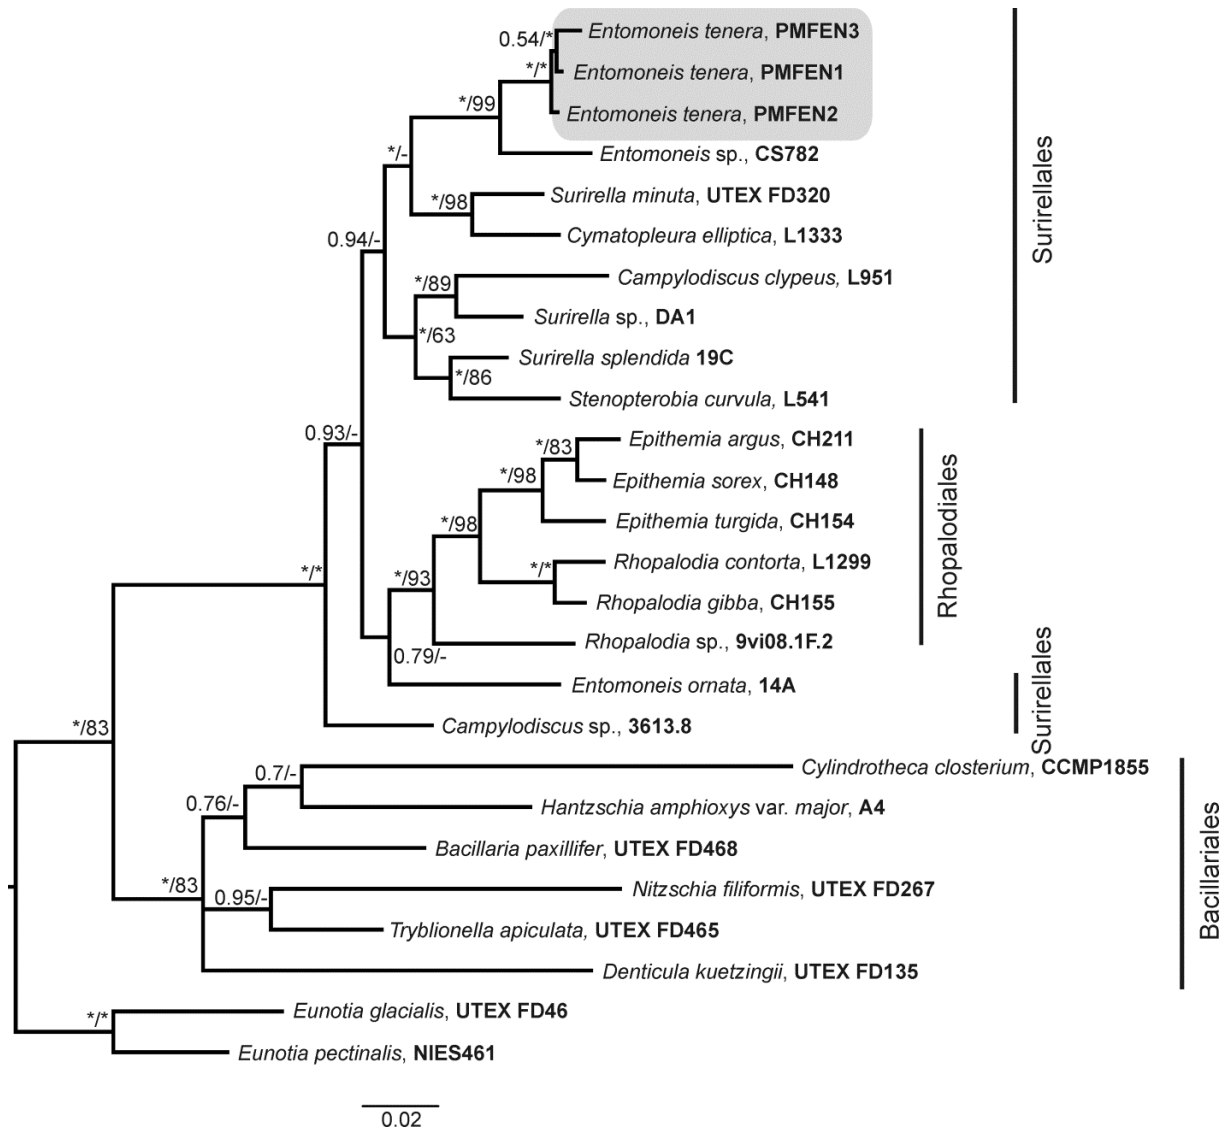 0.54/*
Entomoneis tenera, PMFEN3
*/*
Entomoneis tenera, PMFEN1
*/99
Entomoneis tenera, PMFEN2
*/-
Entomoneis sp., CS782
*/98
Surirella minuta, UTEX FD320
0.94/-
Cymatopleura elliptica, L1333
*/89
Campylodiscus clypeus, L951
Surirella sp., DA1
*/63
Surirella splendida 19C
*/86
Stenopterobia curvula, L541
Surirellales
0.93/-
*/83
Epithemia argus, CH211
*/98
Epithemia sorex, CH148
*/98
Epithemia turgida, CH154
*/*
*/*
Rhopalodia contorta, L1299
*/93
Rhopalodia gibba, CH155
Rhopalodia sp., 9vi08.1F.2
Rhopalodiales
0.79/-
Entomoneis ornata, 14A
Campylodiscus sp., 3613.8
Surirellales
*/83
0.7/-
Cylindrotheca closterium, CCMP1855
0.76/-
Hantzschia amphioxys var. major, A4
Bacillaria paxillifer, UTEX FD468
*/83
0.95/-
Nitzschia filiformis, UTEX FD267
Tryblionella apiculata, UTEX FD465
Denticula kuetzingii, UTEX FD135
Bacillariales
*/*
Eunotia glacialis, UTEX FD46
Eunotia pectinalis, NIES461
0.02